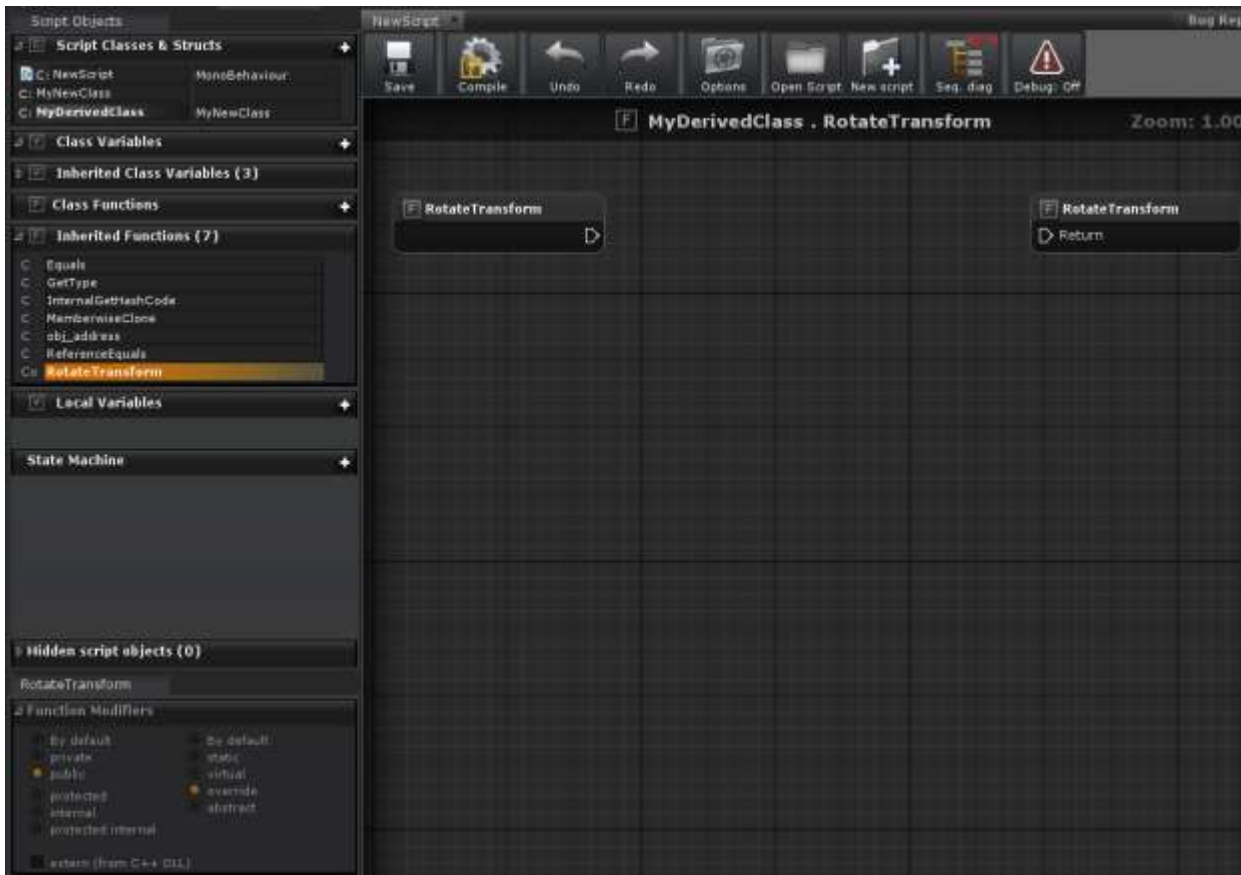 Script Objects
Script Classes & Structs
C: NewScript MonoBehaviour
C: MyNewClass
C: MyDerivedClass MyNewClass
Class Variables
Inherited Class Variables (3)
Class Functions
Inherited Functions (7)
C Equals
C GetType
C InternalGetHashCode
C MemberwiseClone
C obj_address
C ReferenceEquals
Co RotateTransform
Local Variables
State Machine
Hidden script objects (0)
RotateTransform
Function Modifiers
By default By default
private static
public virtual
protected override
internal abstract
protected internal
extern (from C++ DLL)
NewScript
Bug Rep
Save Compile Undo Redo Options Open Script New script Seq. diag Debug: Off
F MyDerivedClass . RotateTransform Zoom: 1.00
F RotateTransform
F RotateTransform
Return